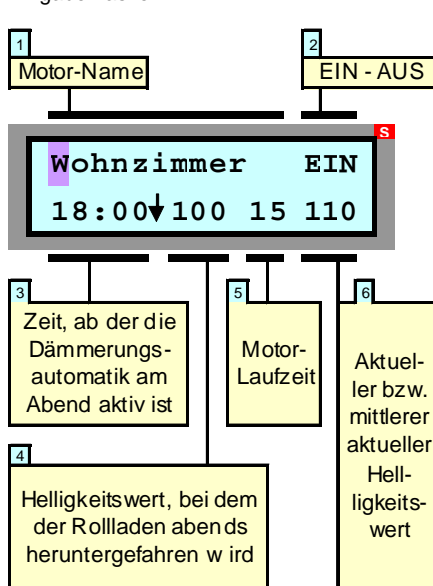 1
Motor-Name
2
EIN - AUS
S
Wohnzimmer EIN
18:00↓100 15 110
3
Zeit, ab der die
Dämmerungs-
automatik am
Abend aktiv ist
4
Helligkeitswert, bei dem
der Rollladen abends
heruntergefahren wird
5
Motor-
Laufzeit
6
Aktuel-
ler bzw.
mittlerer
aktueller
Hell-
ligkeits-
wert